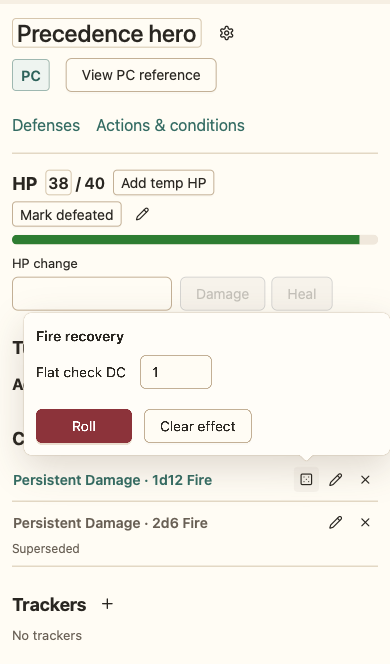 Precedence hero
PC
View PC reference
Defenses Actions & conditions
HP 38 / 40 Add temp HP
Mark defeated
HP change
Damage Heal
Fire recovery
Flat check DC 1
Roll Clear effect
Persistent Damage · 1d12 Fire
Persistent Damage · 2d6 Fire
Superseded
Trackers +
No trackers